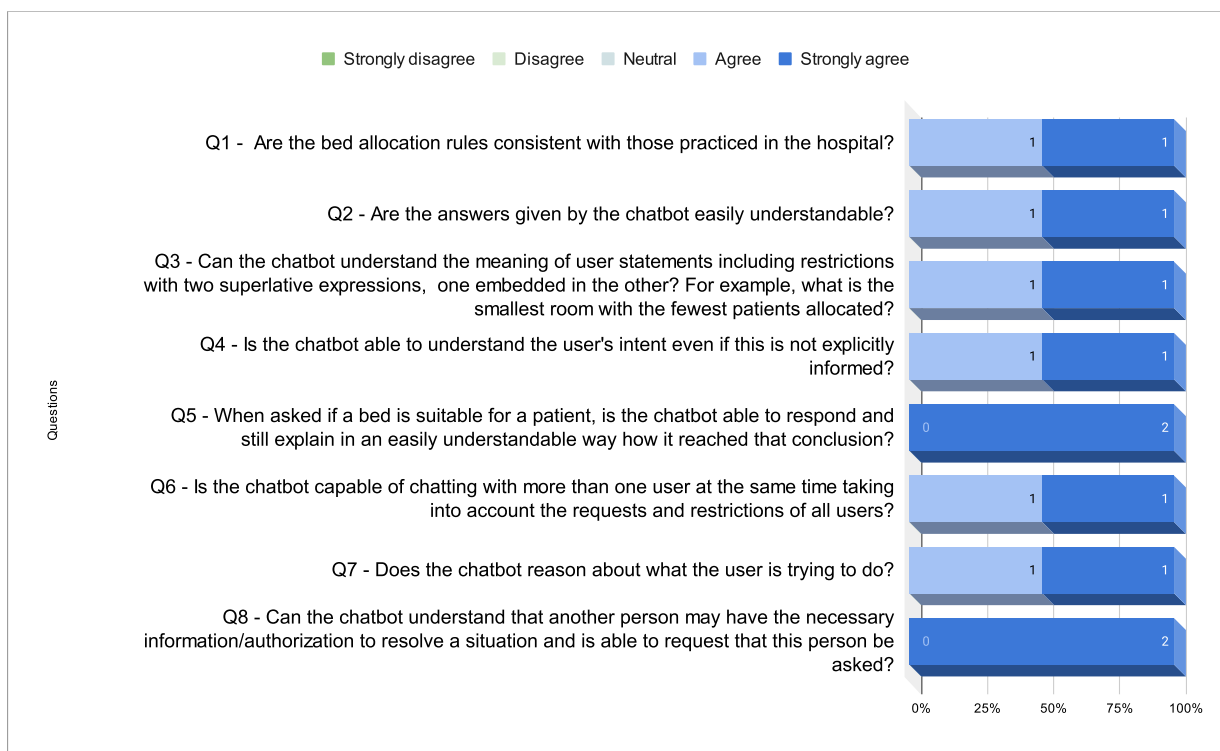 Strongly disagree Disagree Neutral Agree Strongly agree
Questions
Q1 - Are the bed allocation rules consistent with those practiced in the hospital?
1 1
Q2 - Are the answers given by the chatbot easily understandable?
1 1
Q3 - Can the chatbot understand the meaning of user statements including restrictions
with two superlative expressions, one embedded in the other? For example, what is the
smallest room with the fewest patients allocated?
1 1
Q4 - Is the chatbot able to understand the user's intent even if this is not explicitly
informed?
1 1
Q5 - When asked if a bed is suitable for a patient, is the chatbot able to respond and
still explain in an easily understandable way how it reached that conclusion?
0 2
Q6 - Is the chatbot capable of chatting with more than one user at the same time taking
into account the requests and restrictions of all users?
1 1
Q7 - Does the chatbot reason about what the user is trying to do?
1 1
Q8 - Can the chatbot understand that another person may have the necessary
information/authorization to resolve a situation and is able to request that this person be
asked?
0 2
0% 25% 50% 75% 100%